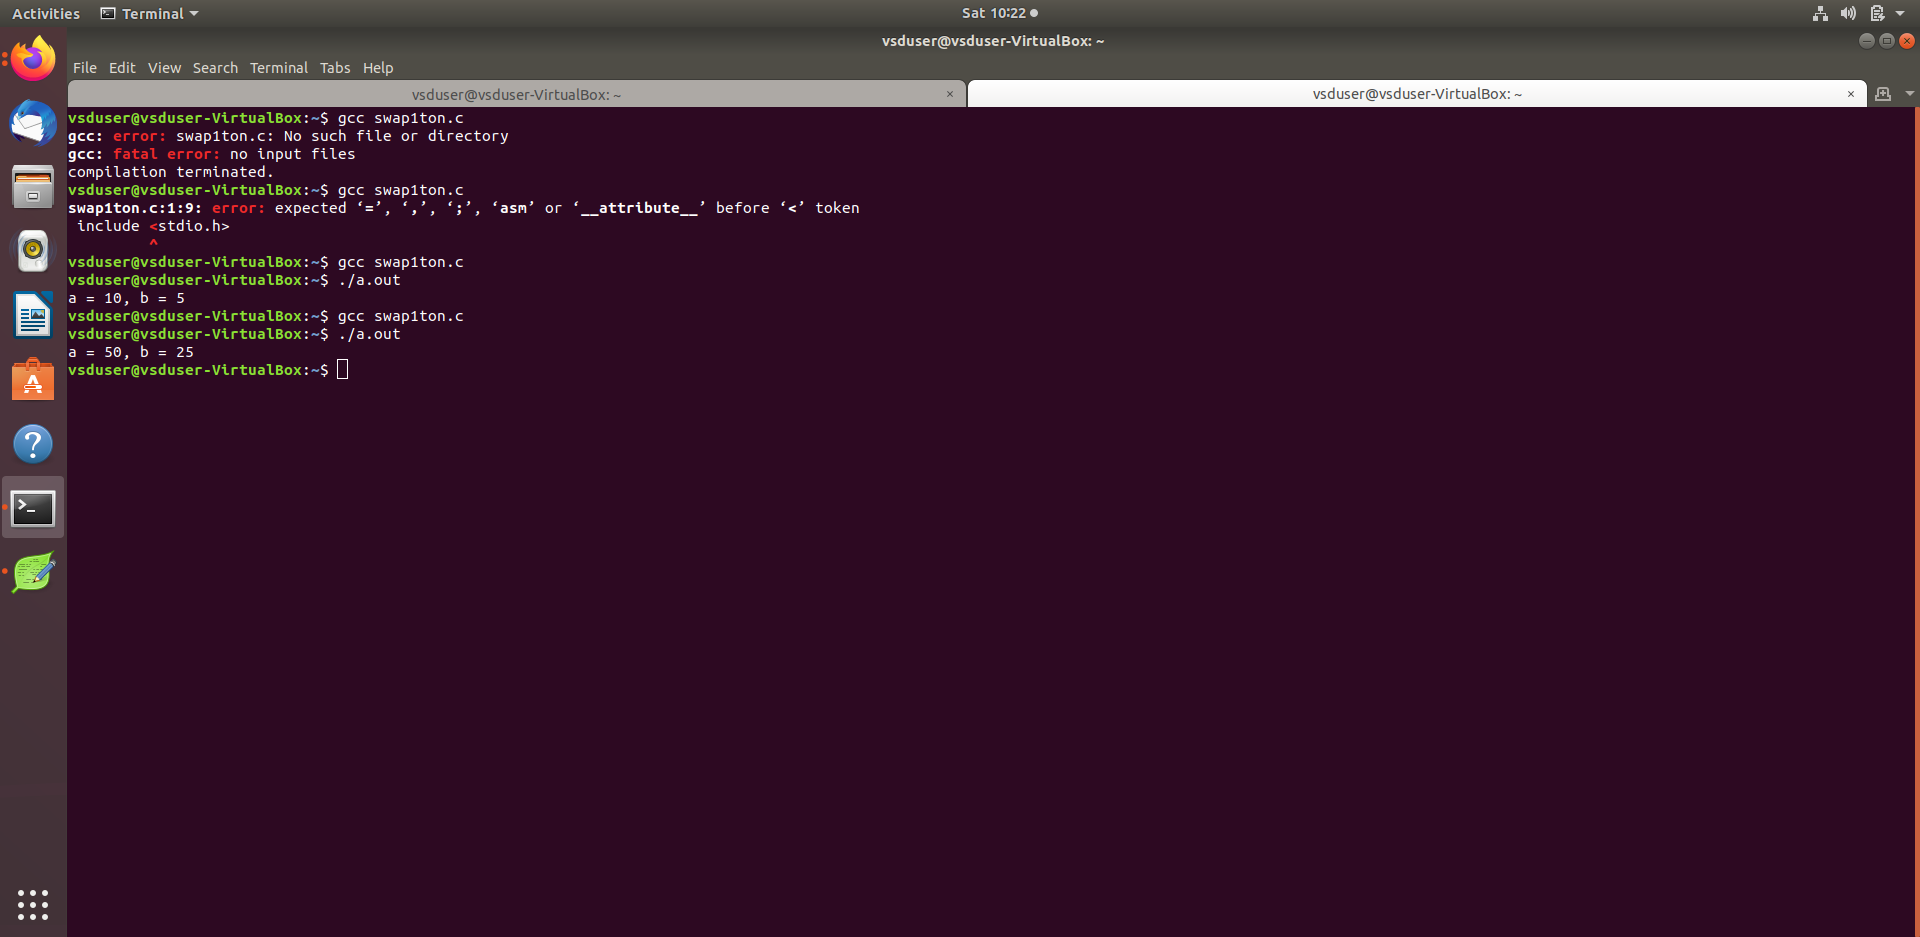 Activities Terminal Sat 10:22
vsduser@vsduser-VirtualBox: ~
File Edit View Search Terminal Tabs Help
vsduser@vsduser-VirtualBox: ~ × vsduser@vsduser-VirtualBox: ~ ×
vsduser@vsduser-VirtualBox:~$ gcc swap1ton.c
gcc: error: swap1ton.c: No such file or directory
gcc: fatal error: no input files
compilation terminated.
vsduser@vsduser-VirtualBox:~$ gcc swap1ton.c
swap1ton.c:1:9: error: expected ‘=’, ‘,’, ‘;’, ‘asm’ or ‘__attribute__’ before ‘<’ token
 include <stdio.h>
         ^
vsduser@vsduser-VirtualBox:~$ gcc swap1ton.c
vsduser@vsduser-VirtualBox:~$ ./a.out
a = 10, b = 5
vsduser@vsduser-VirtualBox:~$ gcc swap1ton.c
vsduser@vsduser-VirtualBox:~$ ./a.out
a = 50, b = 25
vsduser@vsduser-VirtualBox:~$